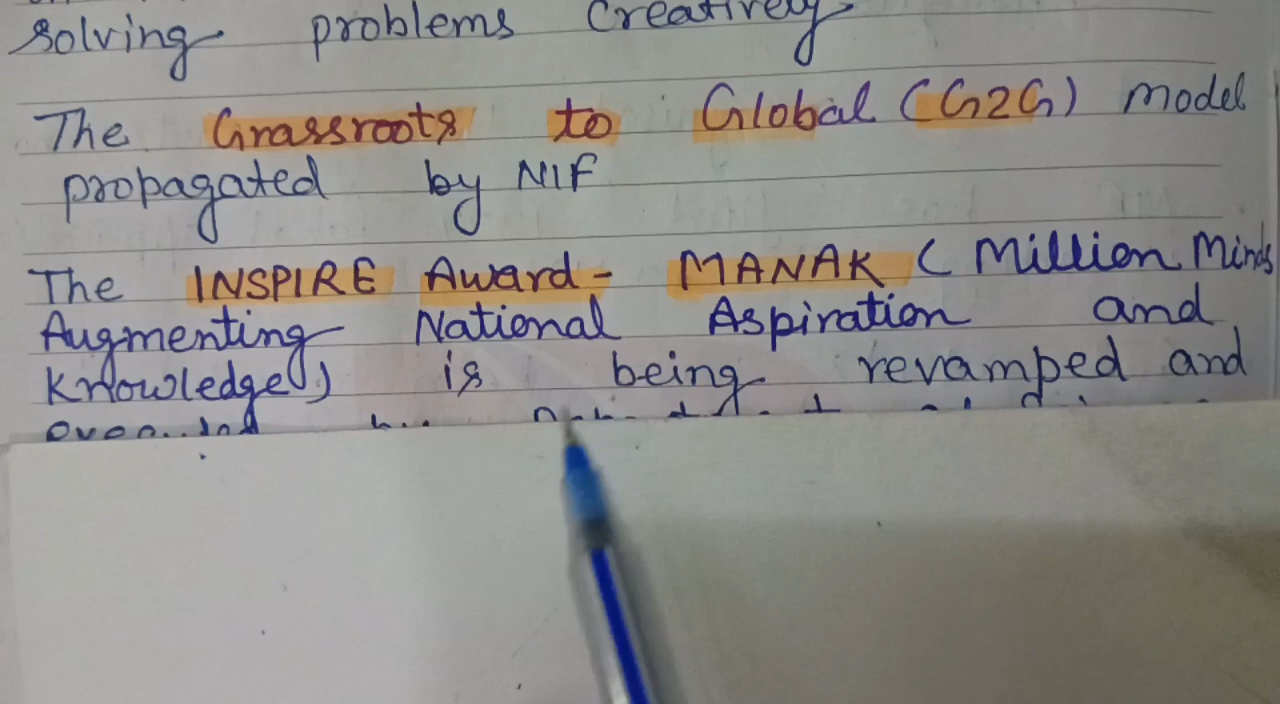 solving problems creatively
The Grassroots to Global (G2G) model
propagated by NIF
The INSPIRE Award- MANAK (Million Minds
Augmenting National Aspiration and
Knowledge) is being revamped and